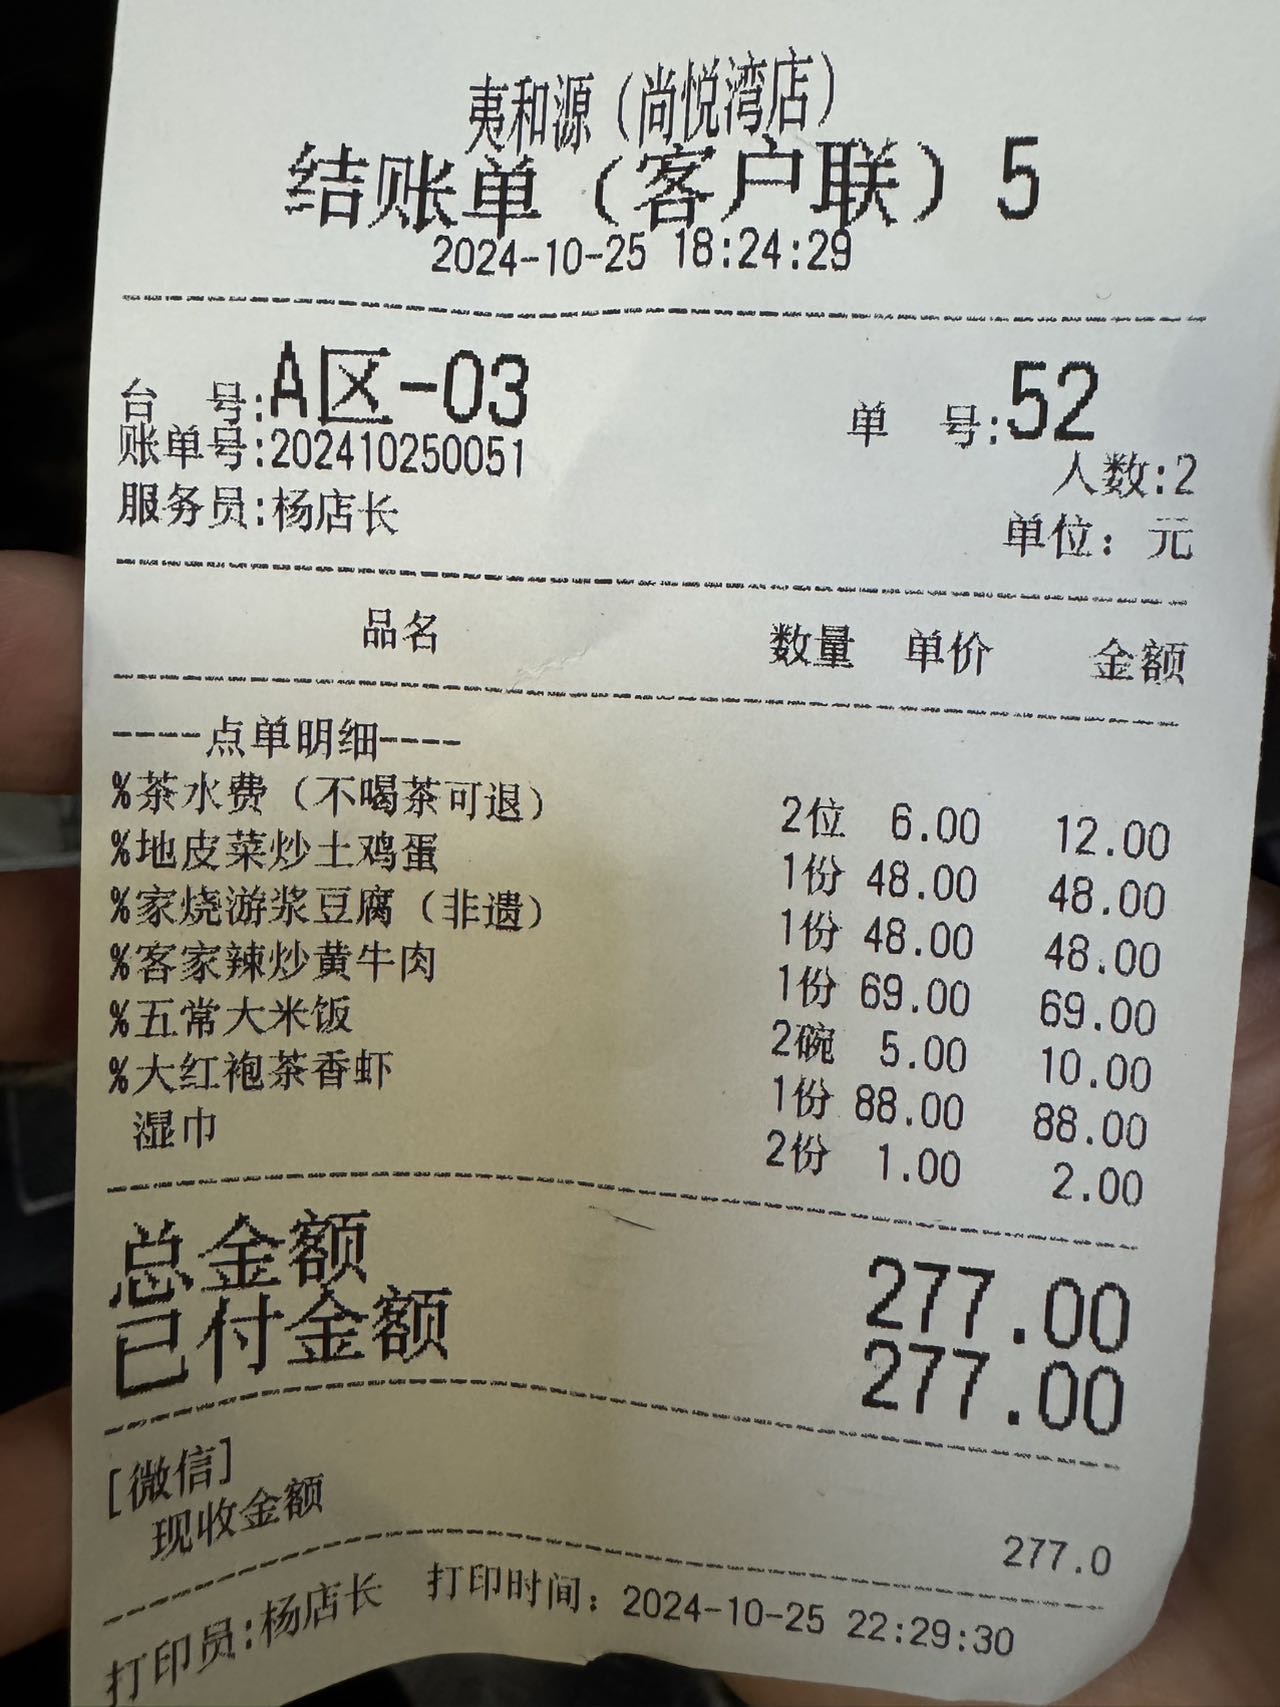 夷和源（尚悦湾店）
结账单（客户联）5
2024-10-25 18:24:29
台 号:A区-03 单 号:52
账单号:202410250051 人数:2
服务员:杨店长 单位：元
品名 数量 单价 金额
----点单明细----
%茶水费（不喝茶可退） 2位 6.00 12.00
%地皮菜炒土鸡蛋 1份 48.00 48.00
%家烧游浆豆腐（非遗） 1份 48.00 48.00
%客家辣炒黄牛肉 1份 69.00 69.00
%五常大米饭 2碗 5.00 10.00
%大红袍茶香虾 1份 88.00 88.00
湿巾 2份 1.00 2.00
总金额 277.00
已付金额 277.00
[微信]
现收金额 277.0
打印员:杨店长 打印时间：2024-10-25 22:29:30